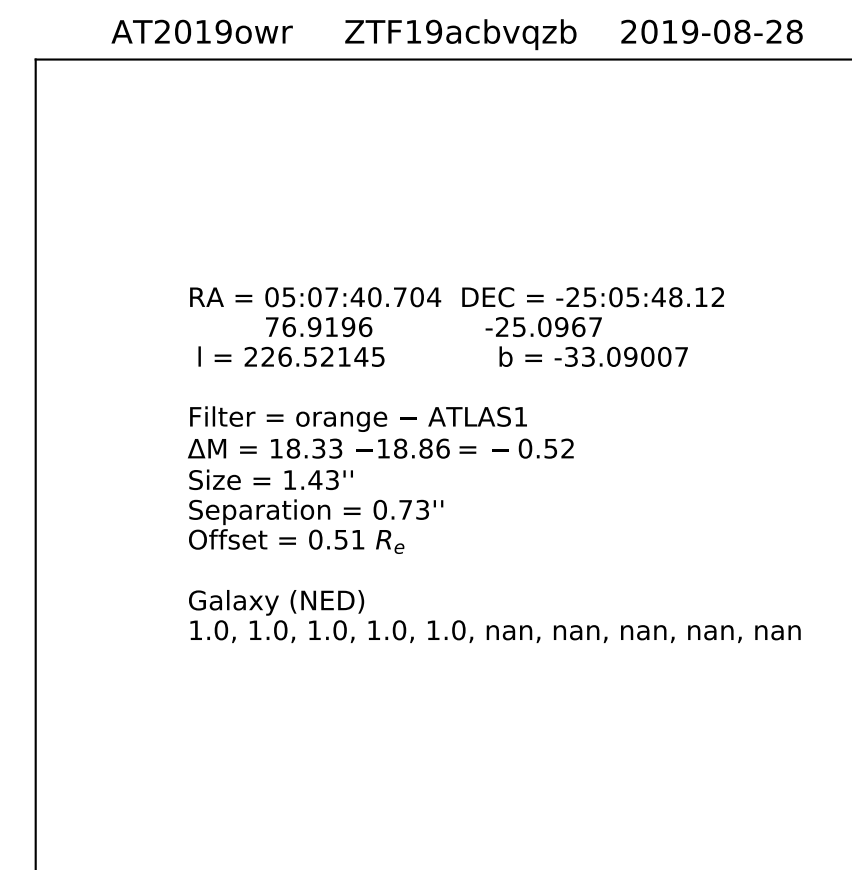 AT2019owr ZTF19acbvqzb 2019-08-28
RA = 05:07:40.704 DEC = -25:05:48.12
76.9196 -25.0967
l = 226.52145 b = -33.09007
Filter = orange − ATLAS1
ΔM = 18.33 −18.86 = − 0.52
Size = 1.43''
Separation = 0.73''
Offset = 0.51 Re
Galaxy (NED)
1.0, 1.0, 1.0, 1.0, 1.0, nan, nan, nan, nan, nan